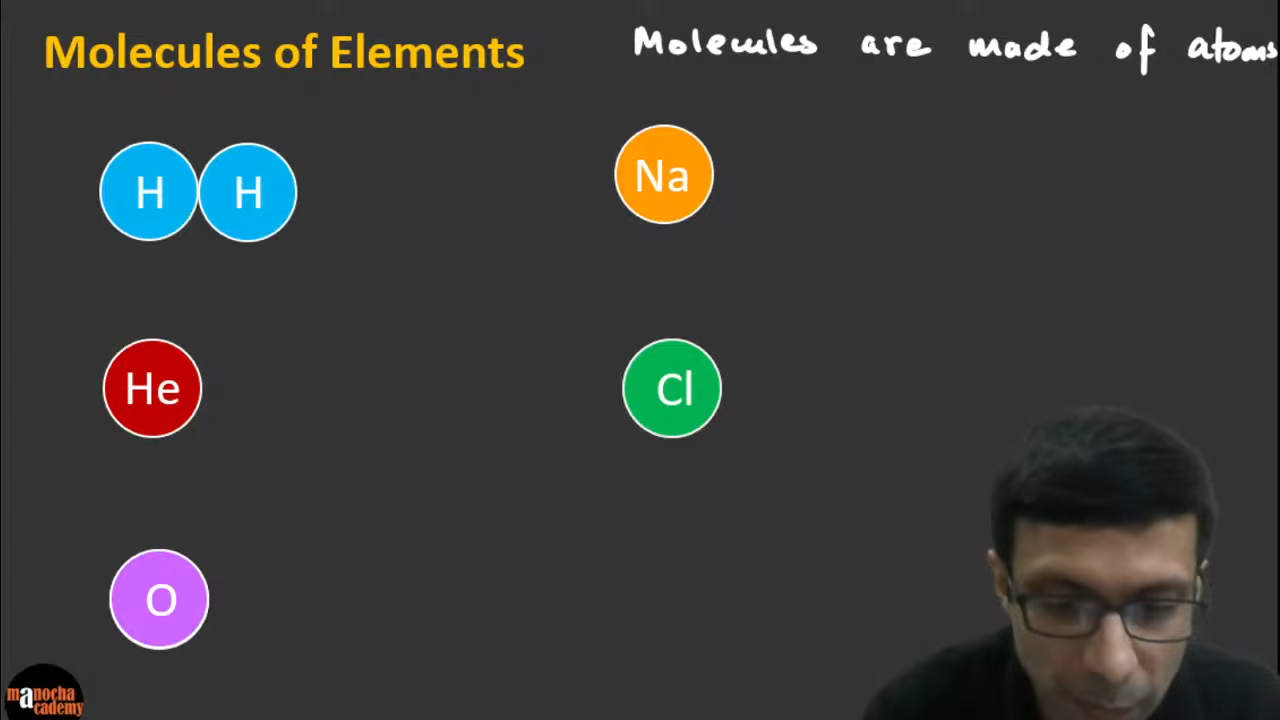 Molecules of Elements
Molecules are made of atoms
H H
Na
He
Cl
O
manocha
academy